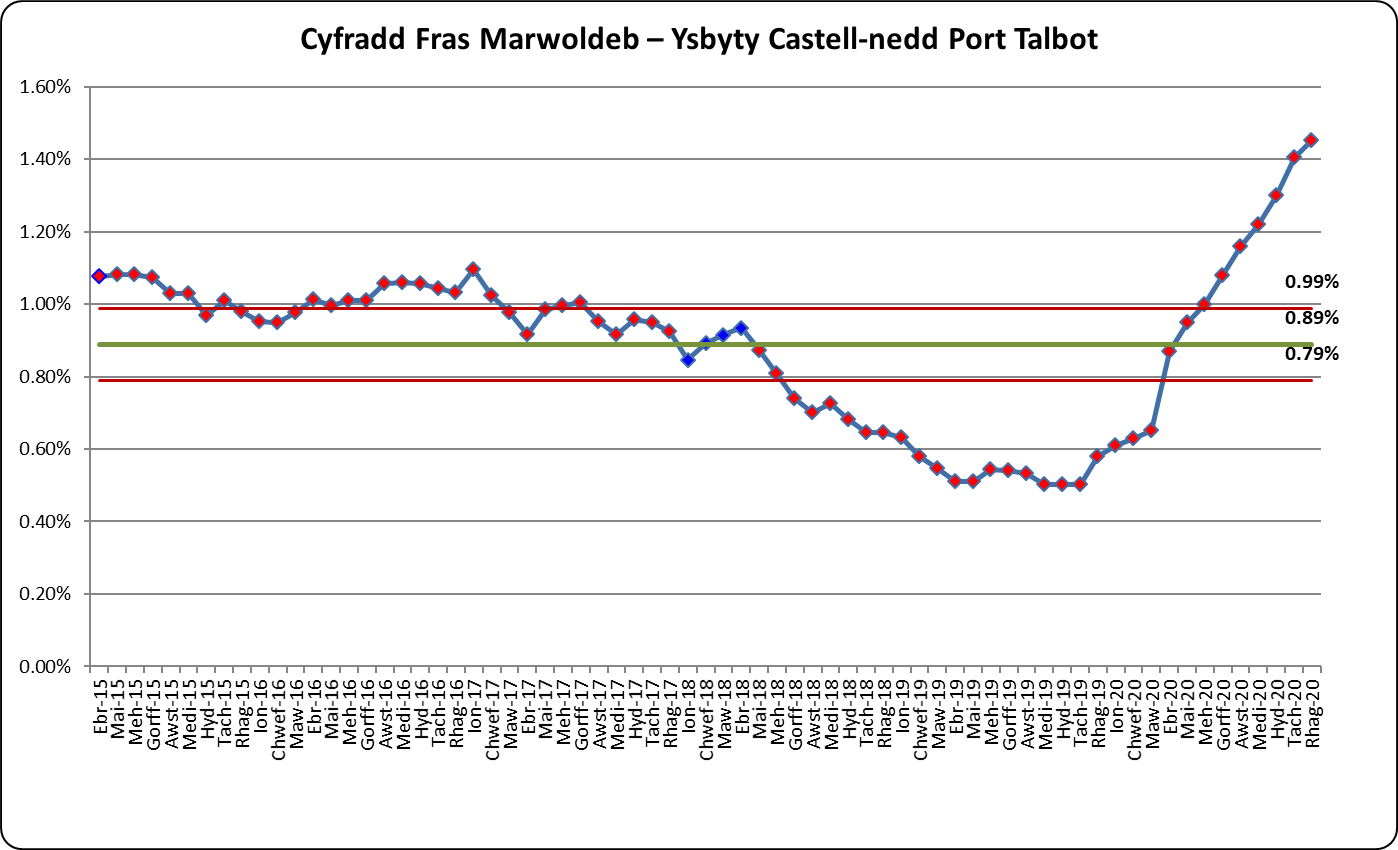 Cyfradd Fras Marwoldeb – Ysbyty Castell-nedd Port Talbot
1.60%
1.40%
1.20%
1.00%
0.80%
0.60%
0.40%
0.20%
0.00%
0.99%
0.89%
0.79%
Ebr-15
Mai-15
Meh-15
Gorff-15
Awst-15
Medi-15
Hyd-15
Tach-15
Rhag-15
Ion-16
Chwef-16
Maw-16
Ebr-16
Mai-16
Meh-16
Gorff-16
Awst-16
Medi-16
Hyd-16
Tach-16
Rhag-16
Ion-17
Chwef-17
Maw-17
Ebr-17
Mai-17
Meh-17
Gorff-17
Awst-17
Medi-17
Hyd-17
Tach-17
Rhag-17
Ion-18
Chwef-18
Maw-18
Ebr-18
Mai-18
Meh-18
Gorff-18
Awst-18
Medi-18
Hyd-18
Tach-18
Rhag-18
Ion-19
Chwef-19
Maw-19
Ebr-19
Mai-19
Meh-19
Gorff-19
Awst-19
Medi-19
Hyd-19
Tach-19
Rhag-19
Ion-20
Chwef-20
Maw-20
Ebr-20
Mai-20
Meh-20
Gorff-20
Awst-20
Medi-20
Hyd-20
Tach-20
Rhag-20